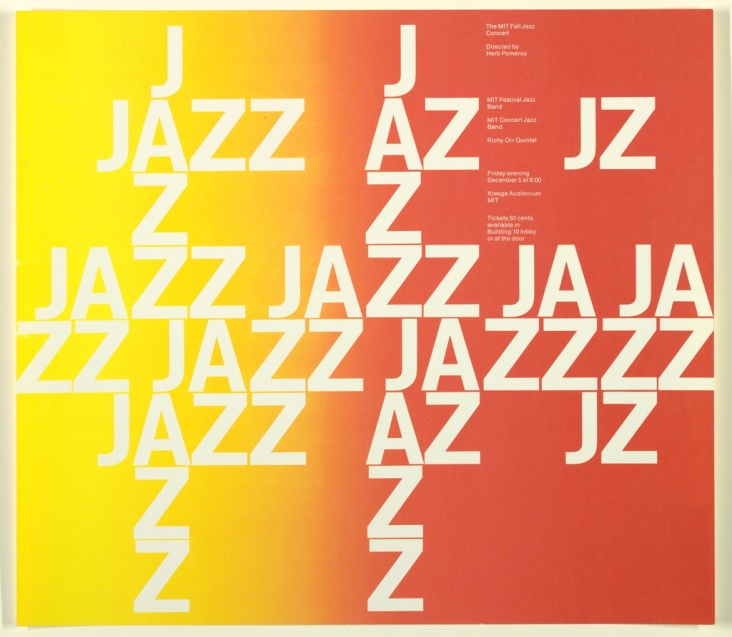 J J
JAZZ AZ JZ
Z Z
JAZZ JAZZ JA JA
ZZ JAZZ JAZZZZ
JAZZ AZ JZ
Z Z
Z Z
The MIT Fall Jazz
Concert
Directed by
Herb Pomeroy
MIT Festival Jazz
Band
MIT Concert Jazz
Band
Richy Orr Quintet
Friday evening
December 5 at 8:00
Kresge Auditorium
MIT
Tickets 50 cents,
available in
Building 10 lobby
or at the door